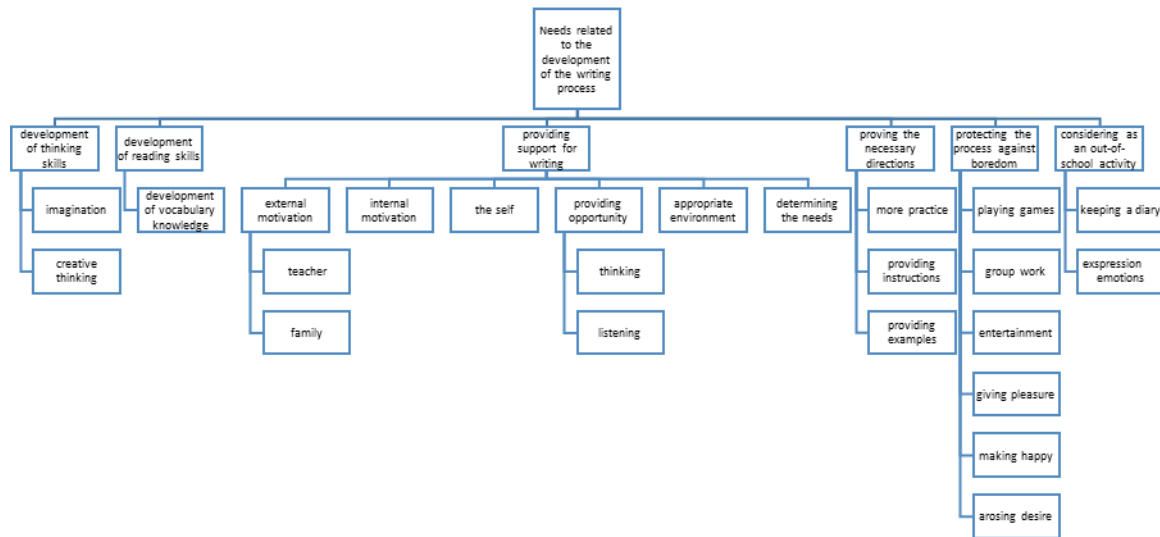 Needs related
to the
development
of the writing
process
development
of thinking
skills
development
of reading skills
providing
support for
writing
proving the
necessary
directions
protecting the
process against
boredom
considering as
an out-of-
school activity
imagination
development
of vocabulary
knowledge
external
motivation
internal
motivation
the self
providing
opportunity
appropriate
environment
determining
the needs
more practice
playing games
keeping a diary
creative
thinking
teacher
thinking
providing
instructions
group work
exspression
emotions
family
listening
providing
examples
entertainment
giving pleasure
making happy
arosing desire